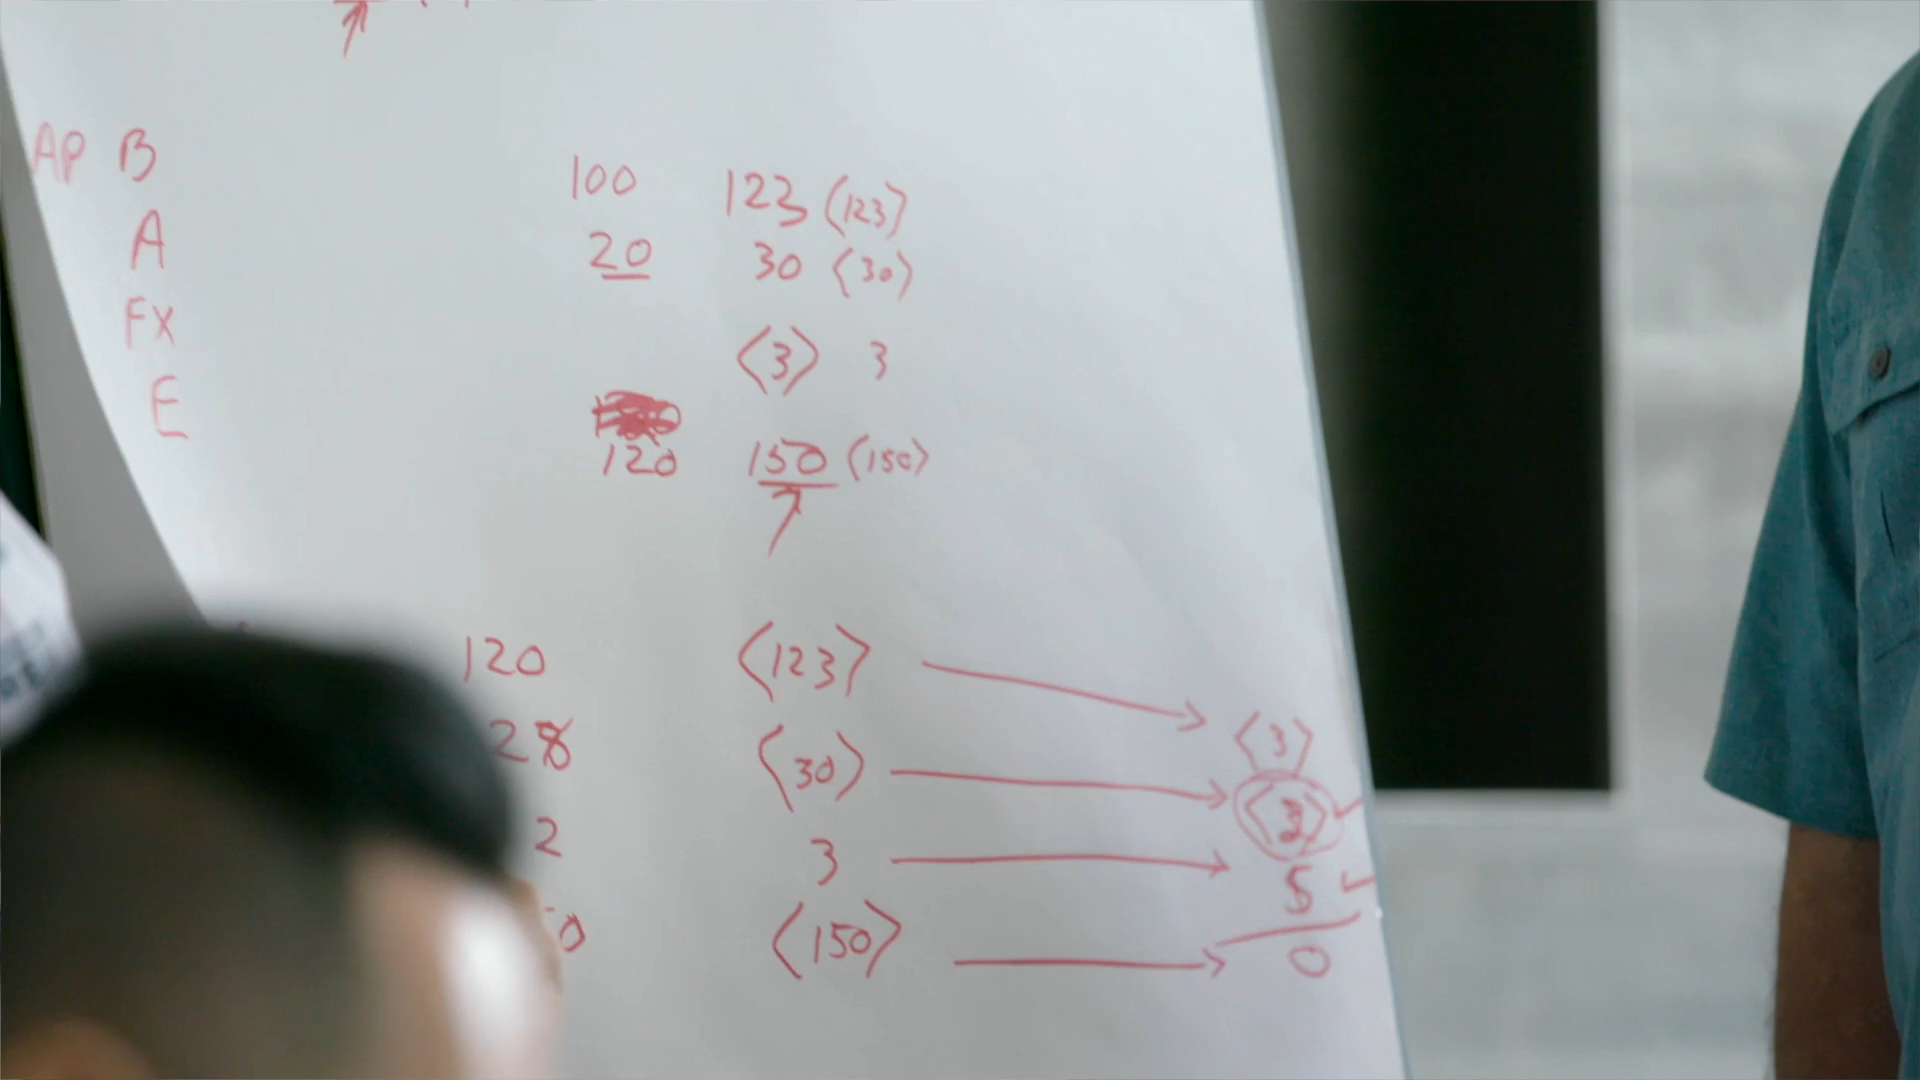 AP B 100 123 ⟨123⟩
A 20 30 ⟨30⟩
FX ⟨3⟩ 3
E
120 150 ⟨150⟩
120 ⟨123⟩ ⟨3⟩
28 ⟨30⟩
2 3 5
0 ⟨150⟩ 0